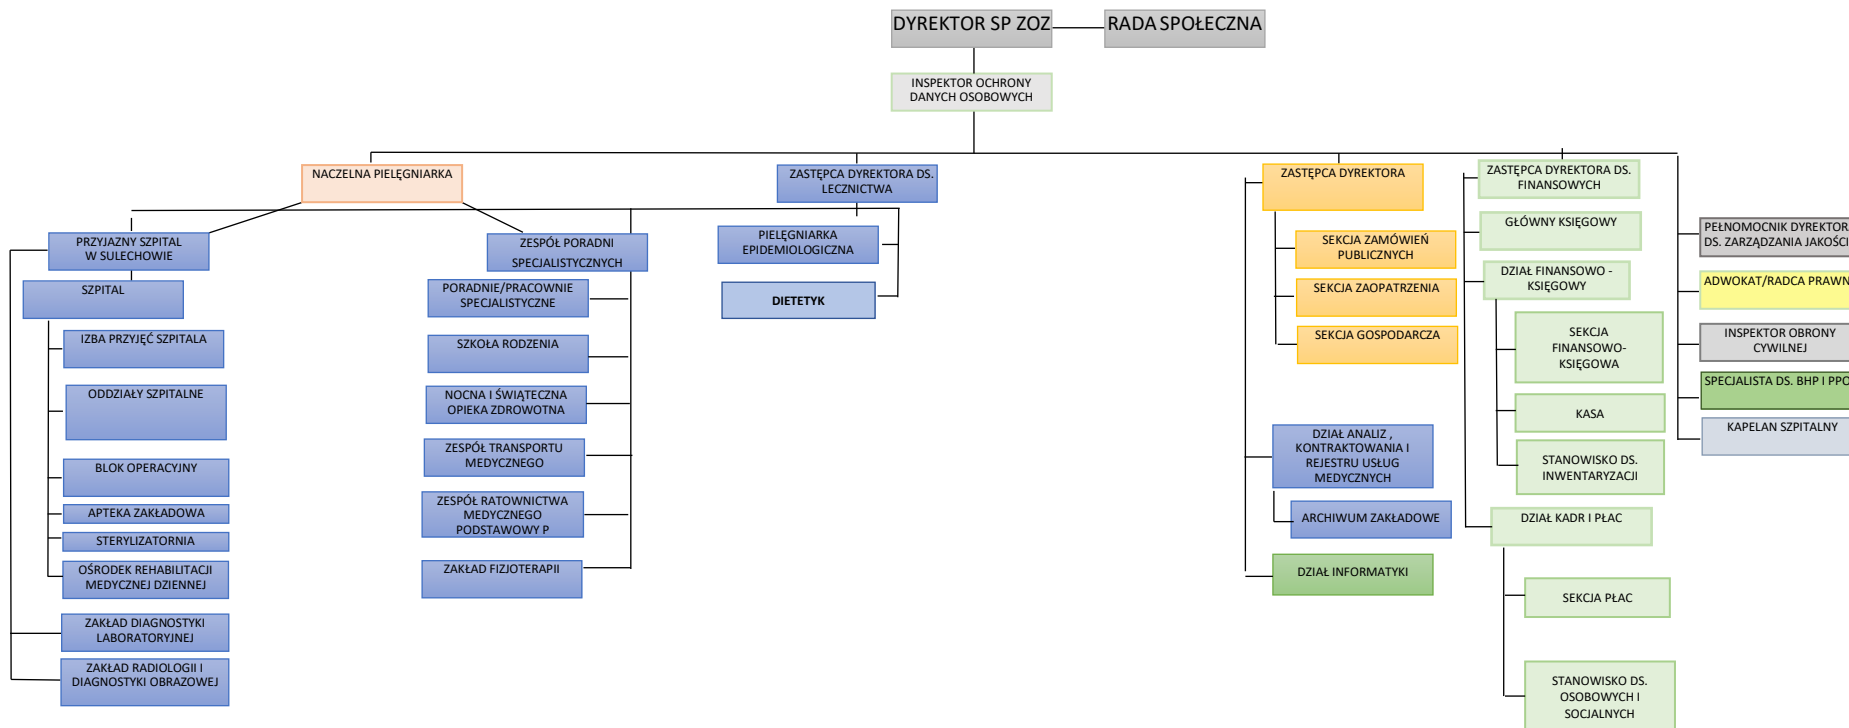 DYREKTOR SP ZOZ
RADA SPOŁECZNA
INSPEKTOR OCHRONY
DANYCH OSOBOWYCH
NACZELNA PIELĘGNIARKA
ZASTĘPCA DYREKTORA DS.
LECZNICTWA
ZASTĘPCA DYREKTORA
ZASTĘPCA DYREKTORA DS.
FINANSOWYCH
PRZYJAZNY SZPITAL
W SULECHOWIE
SZPITAL
IZBA PRZYJĘĆ SZPITALA
ODDZIAŁY SZPITALNE
BLOK OPERACYJNY
APTEKA ZAKŁADOWA
STERYLIZATORNIA
OŚRODEK REHABILITACJI
MEDYCZNEJ DZIENNEJ
ZAKŁAD DIAGNOSTYKI
LABORATORYJNEJ
ZAKŁAD RADIOLOGII I
DIAGNOSTYKI OBRAZOWEJ
ZESPÓŁ PORADNI
SPECJALISTYCZNYCH
PORADNIE/PRACOWNIE
SPECJALISTYCZNE
SZKOŁA RODZENIA
NOCNA I ŚWIĄTECZNA
OPIEKA ZDROWOTNA
ZESPÓŁ TRANSPORTU
MEDYCZNEGO
ZESPÓŁ RATOWNICTWA
MEDYCZNEGO
PODSTAWOWY P
ZAKŁAD FIZJOTERAPII
PIELĘGNIARKA
EPIDEMIOLOGICZNA
DIETETYK
SEKCJA ZAMÓWIEŃ
PUBLICZNYCH
SEKCJA ZAOPATRZENIA
SEKCJA GOSPODARCZA
DZIAŁ ANALIZ ,
KONTRAKTOWANIA I
REJESTRU USŁUG
MEDYCZNYCH
ARCHIWUM ZAKŁADOWE
DZIAŁ INFORMATYKI
GŁÓWNY KSIĘGOWY
DZIAŁ FINANSOWO -
KSIĘGOWY
SEKCJA
FINANSOWO-
KSIĘGOWA
KASA
STANOWISKO DS.
INWENTARYZACJI
DZIAŁ KADR I PŁAC
SEKCJA PŁAC
STANOWISKO DS.
OSOBOWYCH I
SOCJALNYCH
PEŁNOMOCNIK DYREKTORA
DS. ZARZĄDZANIA JAKOŚCI
ADWOKAT/RADCA PRAWN
INSPEKTOR OBRONY
CYWILNEJ
SPECJALISTA DS. BHP I PPO
KAPELAN SZPITALNY